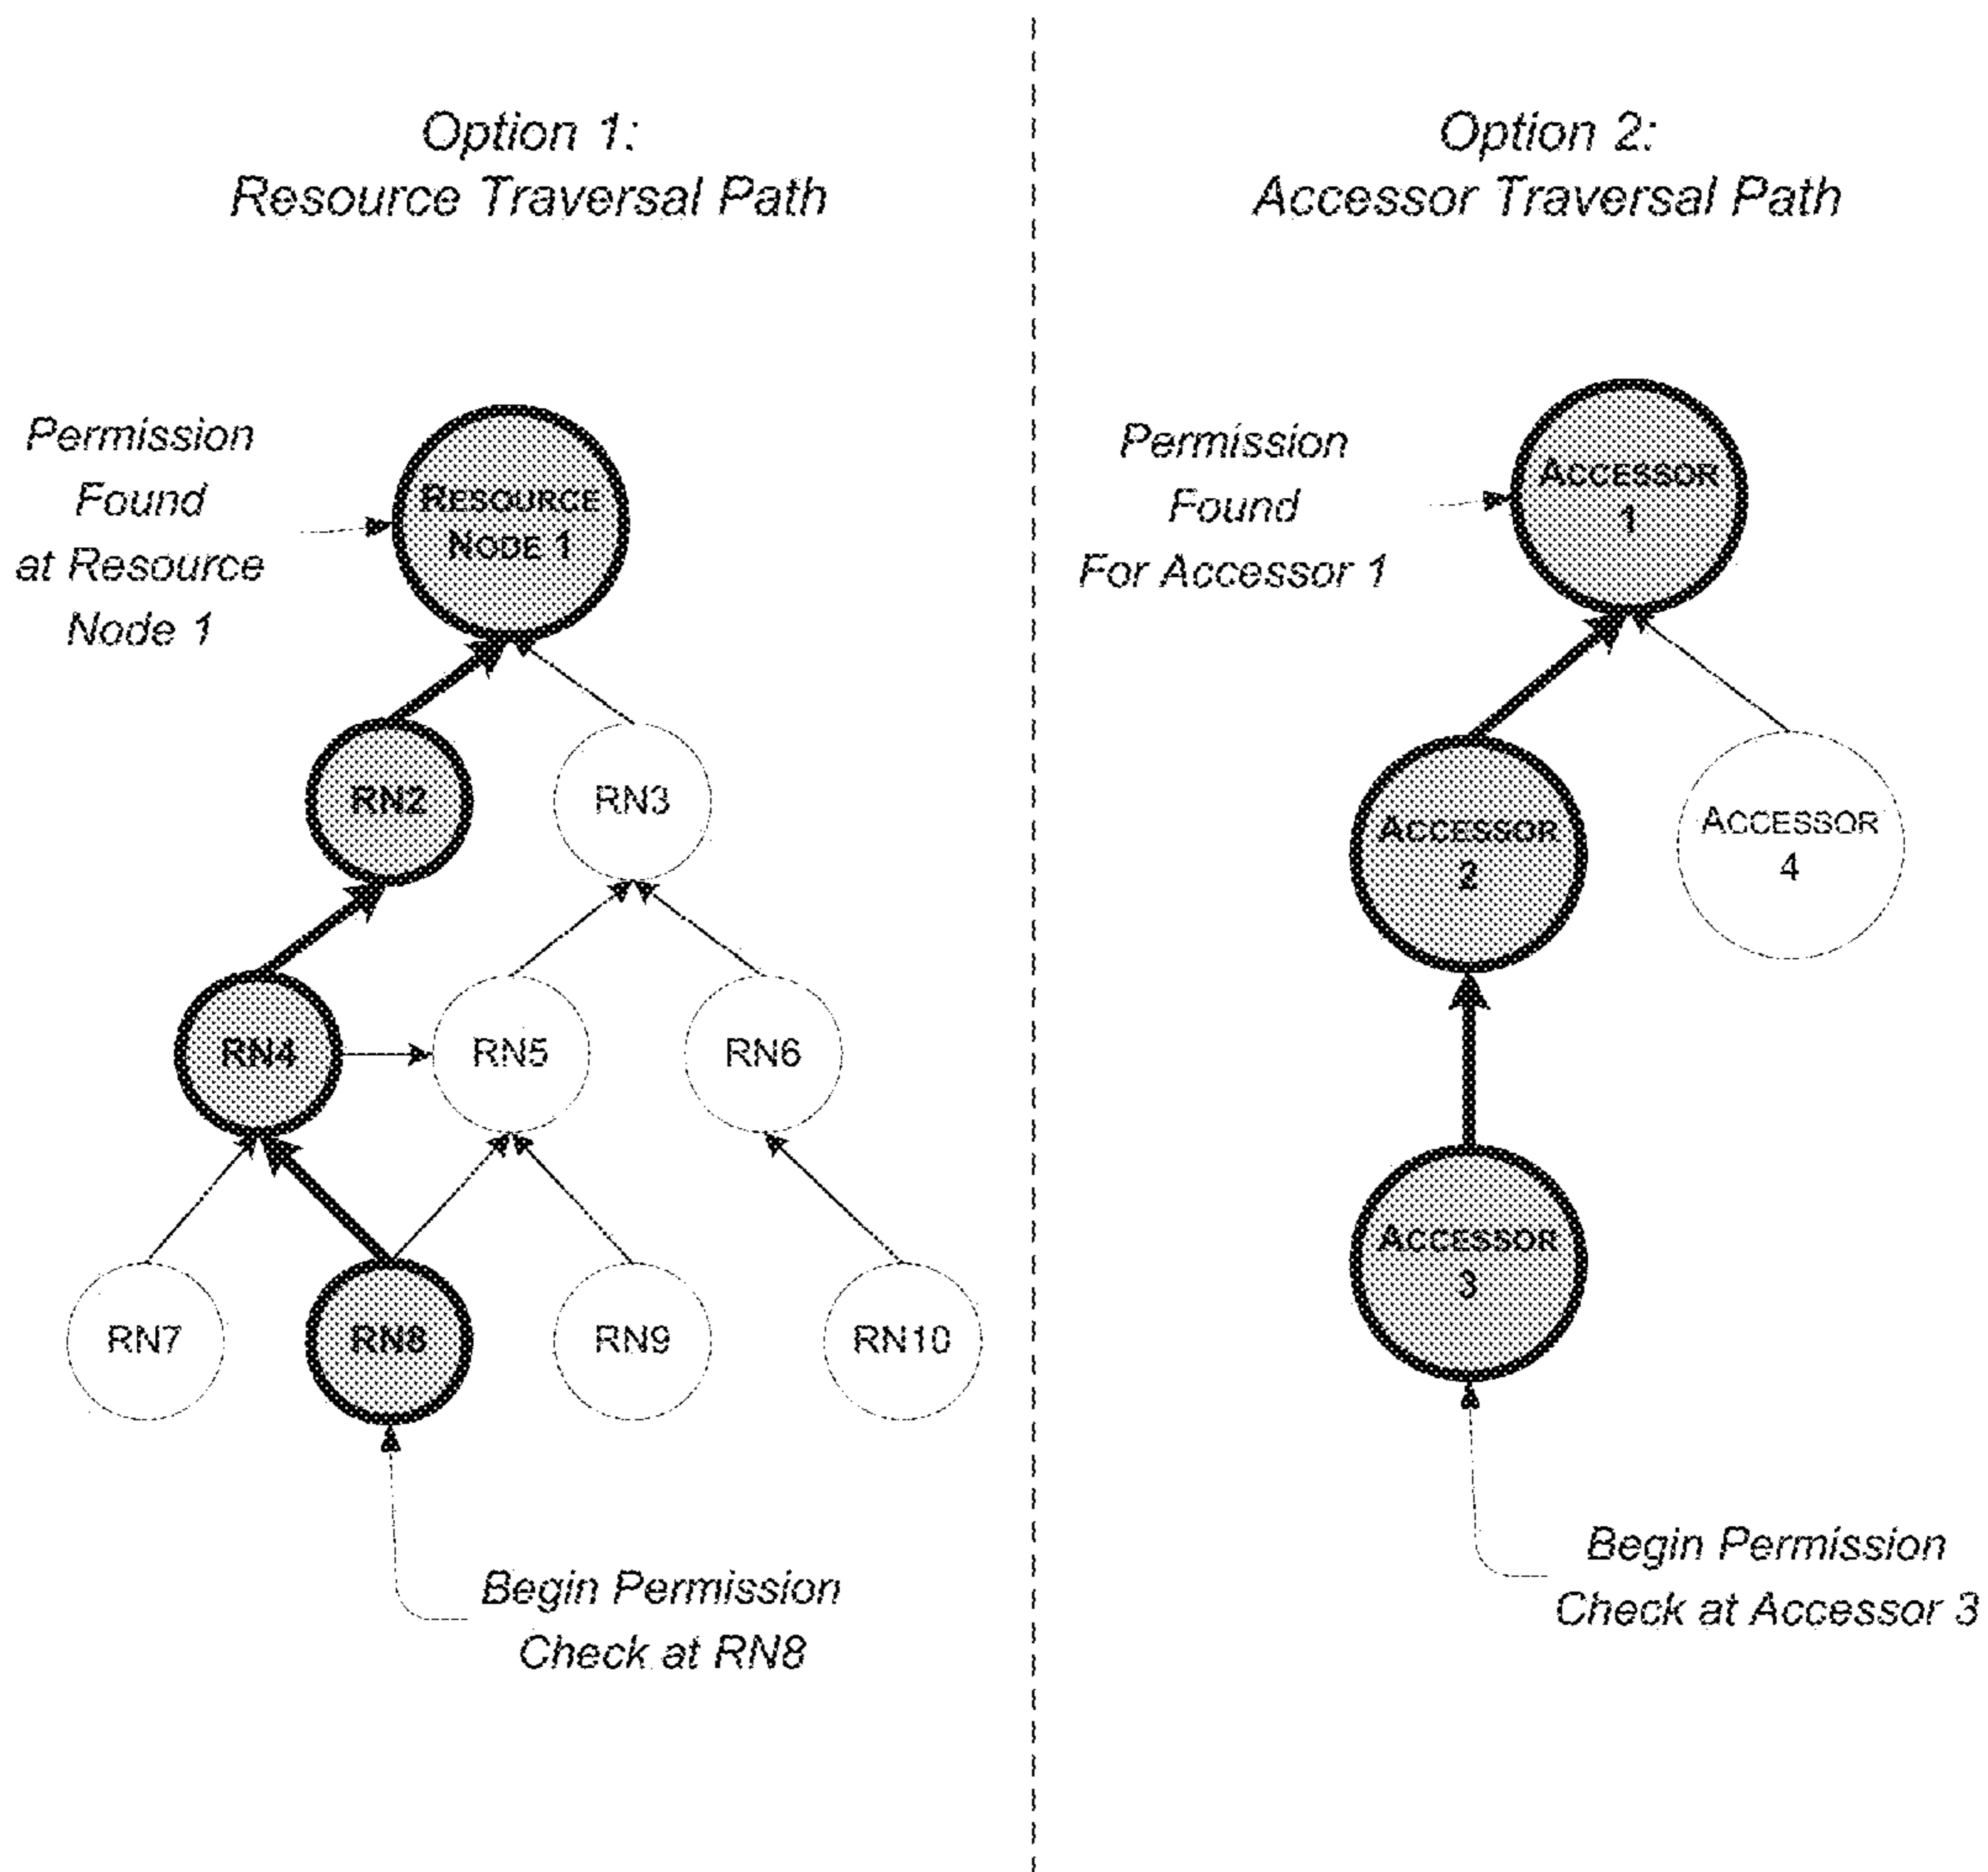 Option 1:
Resource Traversal Path
Permission
Found
at Resource
Node 1
RESOURCE
NODE 1
RN2
RN3
RN4
RN5
RN6
RN7
RN8
RN9
RN10
Begin Permission
Check at RN8
Option 2:
Accessor Traversal Path
Permission
Found
For Accessor 1
ACCESSOR
1
ACCESSOR
2
ACCESSOR
4
ACCESSOR
3
Begin Permission
Check at Accessor 3